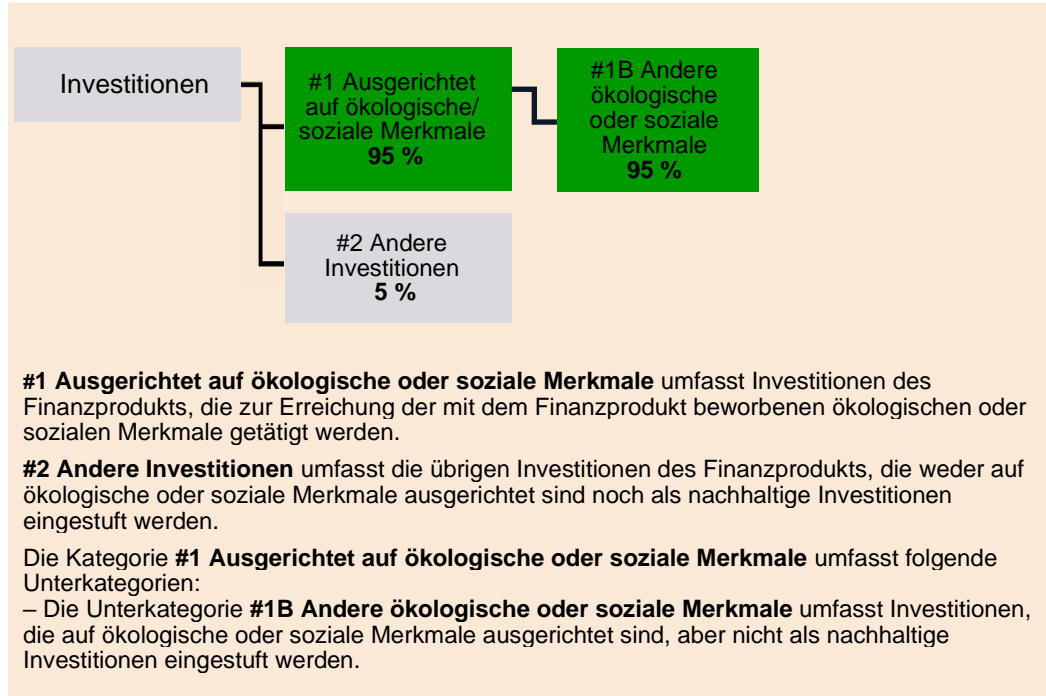 Investitionen
#1 Ausgerichtet
auf ökologische/
soziale Merkmale
95 %
#1B Andere
ökologische
oder soziale
Merkmale
95 %
#2 Andere
Investitionen
5 %
#1 Ausgerichtet auf ökologische oder soziale Merkmale umfasst Investitionen des
Finanzprodukts, die zur Erreichung der mit dem Finanzprodukt beworbenen ökologischen oder
sozialen Merkmale getätigt werden.
#2 Andere Investitionen umfasst die übrigen Investitionen des Finanzprodukts, die weder auf
ökologische oder soziale Merkmale ausgerichtet sind noch als nachhaltige Investitionen
eingestuft werden.
Die Kategorie #1 Ausgerichtet auf ökologische oder soziale Merkmale umfasst folgende
Unterkategorien:
– Die Unterkategorie #1B Andere ökologische oder soziale Merkmale umfasst Investitionen,
die auf ökologische oder soziale Merkmale ausgerichtet sind, aber nicht als nachhaltige
Investitionen eingestuft werden.